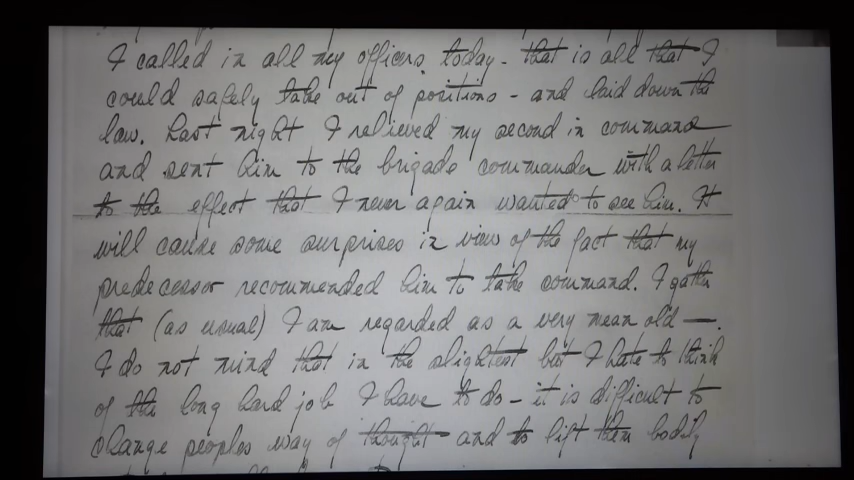 I called in all my officers today - that is all that I
could safely take out of positions - and laid down the
law. Last night I relieved my second in command
and sent him to the brigade commander with a letter
to the effect that I never again wanted to see him. It
will cause some surprises in view of the fact that my
predecessor recommended him to take command. I gather
that (as usual) I am regarded as a very mean old —.
I do not mind that in the slightest but I hate to think
of the long hard job I have to do - it is difficult to
change peoples way of thought - and to lift them bodily